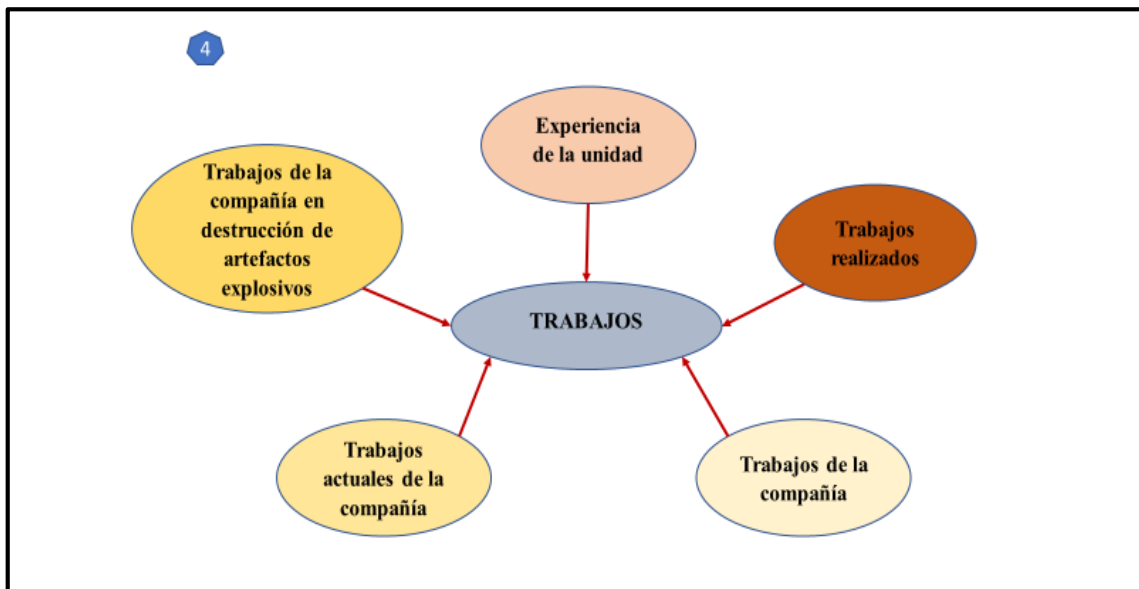 4
Experiencia
de la unidad
Trabajos de la
compañía en
destrucción de
artefactos
explosivos
Trabajos
realizados
TRABAJOS
Trabajos
actuales de la
compañía
Trabajos de la
compañía